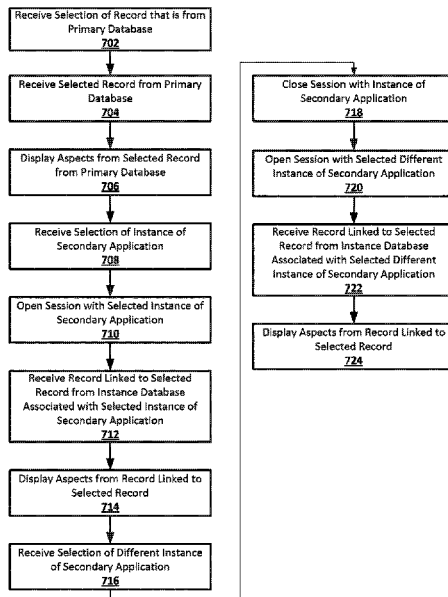 Receive Selection of Record that is from
Primary Database
702
Receive Selected Record from Primary
Database
704
Display Aspects from Selected Record
from Primary Database
706
Receive Selection of Instance of
Secondary Application
708
Open Session with Selected Instance of
Secondary Application
710
Receive Record Linked to Selected
Record from Instance Database
Associated with Selected Instance of
Secondary Application
712
Display Aspects from Record Linked to
Selected Record
714
Receive Selection of Different Instance
of Secondary Application
716
Close Session with Instance of
Secondary Application
718
Open Session with Selected Different
Instance of Secondary Application
720
Receive Record Linked to Selected
Record from Instance Database
Associated with Selected Different
Instance of Secondary Application
722
Display Aspects from Record Linked to
Selected Record
724